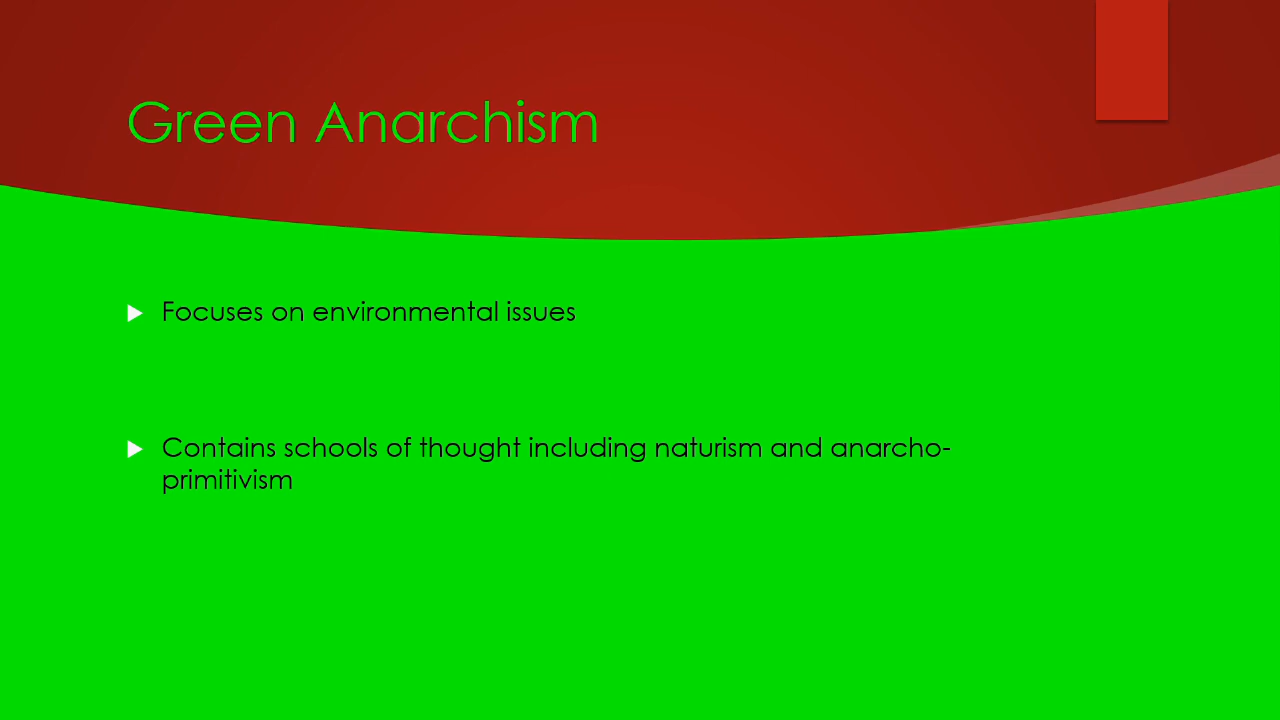 Green Anarchism
Focuses on environmental issues
Contains schools of thought including naturism and anarcho-
primitivism